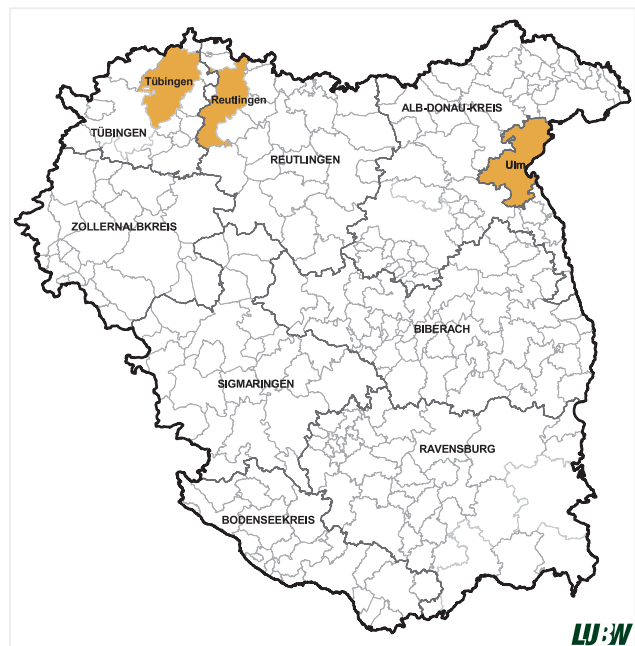 Tübingen
Reutlingen
ALB-DONAU-KREIS
TÜBINGEN
REUTLINGEN
Ulm
ZOLLERNALBKREIS
BIBERACH
SIGMARINGEN
RAVENSBURG
BODENSEEKREIS
LUBW